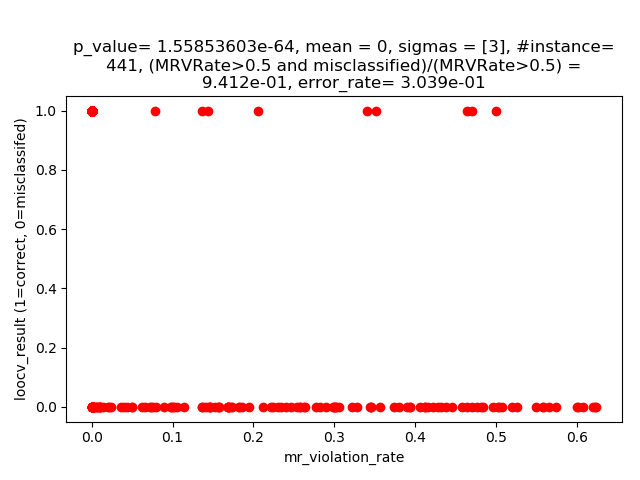 p_value= 1.55853603e-64, mean = 0, sigmas = [3], #instance=
441, (MRVRate>0.5 and misclassified)/(MRVRate>0.5) =
9.412e-01, error_rate= 3.039e-01
loocv_result (1=correct, 0=misclassifed)
1.0
0.8
0.6
0.4
0.2
0.0
0.0 0.1 0.2 0.3 0.4 0.5 0.6
mr_violation_rate